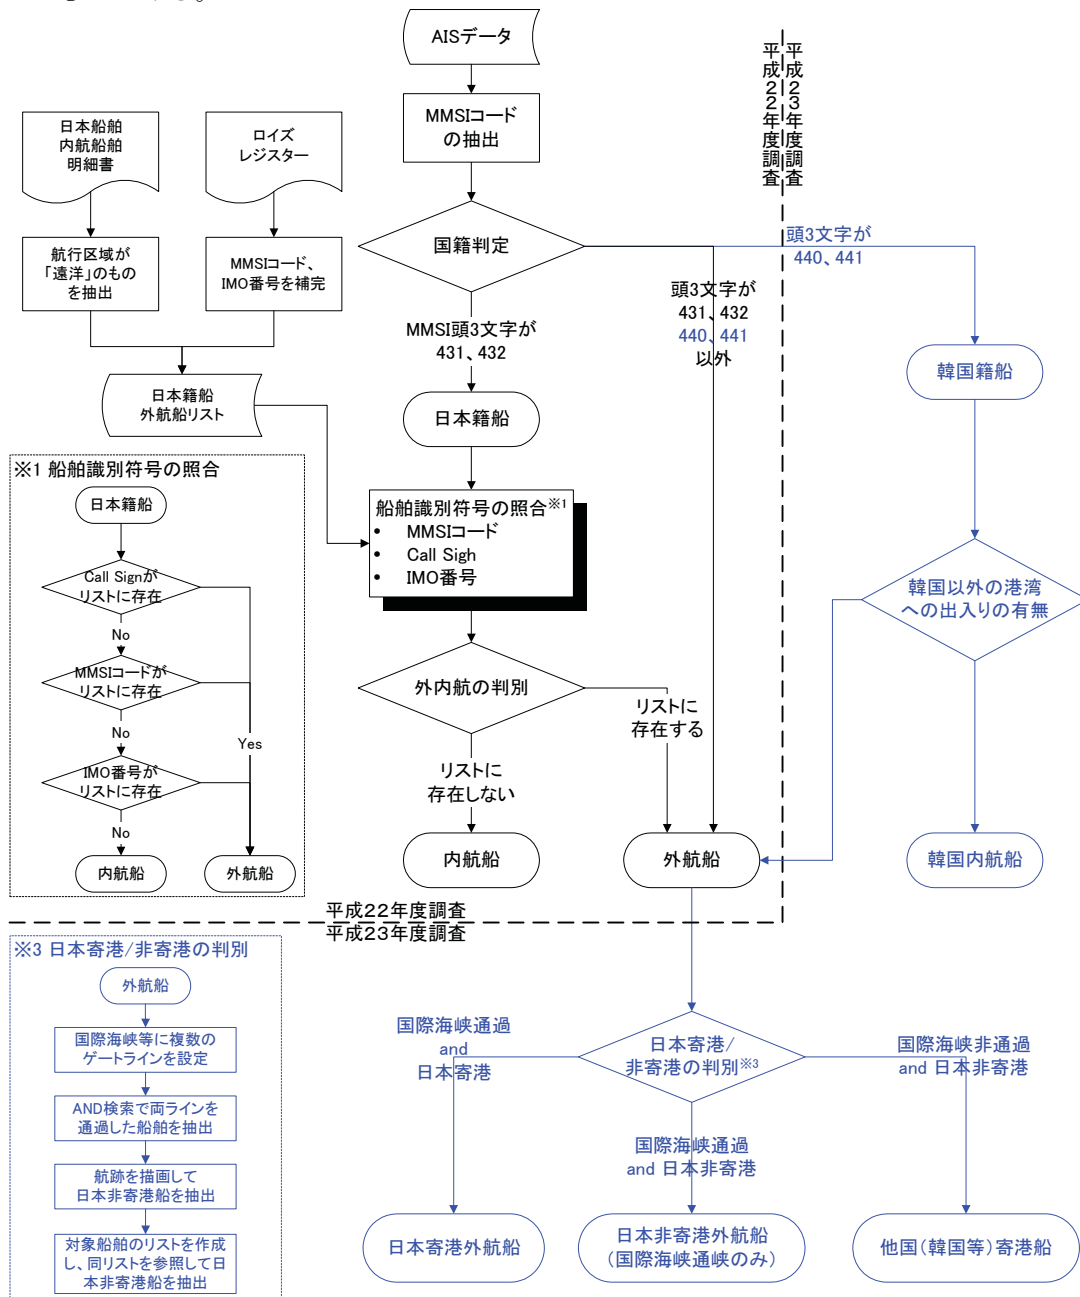 AISデータ
平成22年度調査
平成23年度調査
日本船舶
内航船舶
明細書
ロイズ
レジスター
MMSIコード
の抽出
国籍判定
航行区域が
「遠洋」のもの
を抽出
MMSIコード、
IMO番号を補完
頭3文字が
440、441
MMSI頭3文字が
431、432
頭3文字が
431、432
440、441
以外
日本籍船
外航船リスト
日本籍船
韓国籍船
※1 船舶識別符号の照合
日本籍船
Call Signが
リストに存在
No
MMSIコードが
リストに存在
No
Yes
IMO番号が
リストに存在
No
内航船
外航船
船舶識別符号の照合※1
• MMSIコード
• Call Sigh
• IMO番号
韓国以外の港湾
への出入りの有無
外内航の判別
リストに
存在する
リストに
存在しない
内航船
外航船
韓国内航船
平成22年度調査
平成23年度調査
※3 日本寄港/非寄港の判別
外航船
国際海峡等に複数の
ゲートラインを設定
AND検索で両ラインを
通過した船舶を抽出
航跡を描画して
日本非寄港船を抽出
対象船舶のリストを作成
し、同リストを参照して日
本非寄港船を抽出
国際海峡通過
and
日本寄港
日本寄港/
非寄港の判別※3
国際海峡非通過
and 日本非寄港
国際海峡通過
and 日本非寄港
日本寄港外航船
日本非寄港外航船
(国際海峡通峡のみ)
他国(韓国等)寄港船